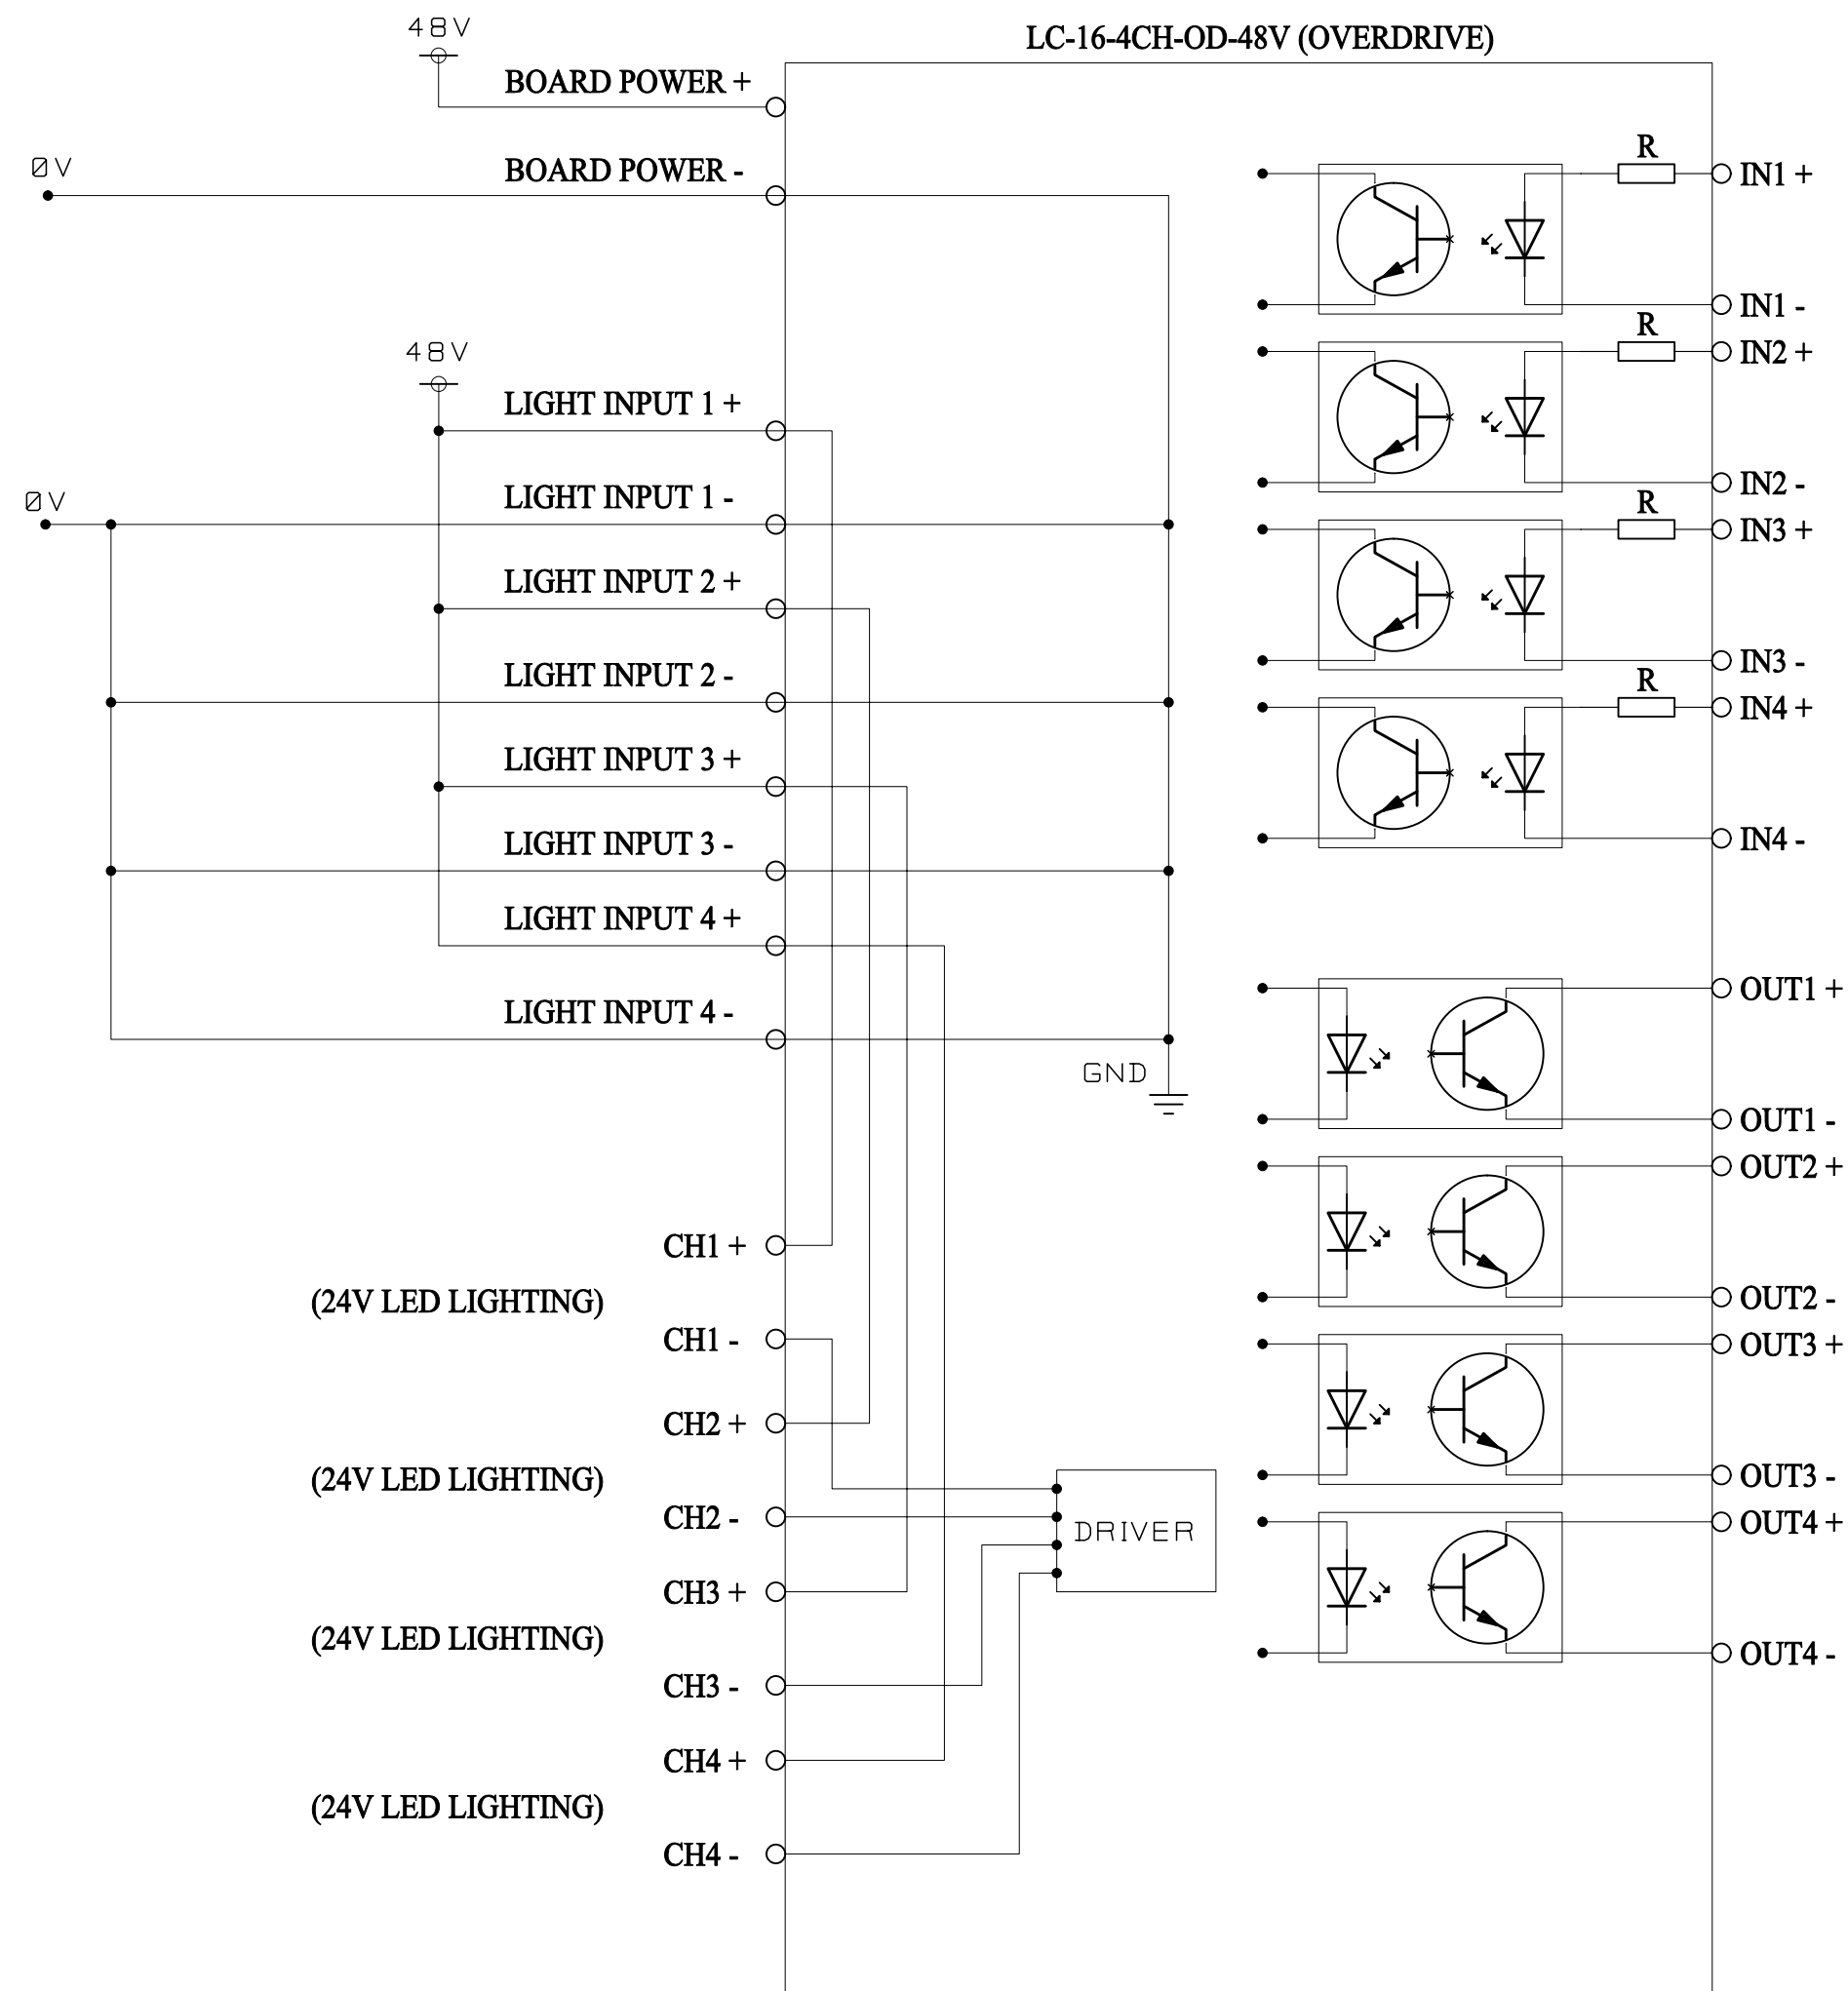 48V
LC-16-4CH-OD-48V (OVERDRIVE)
BOARD POWER +
0V
BOARD POWER -
48V
LIGHT INPUT 1 +
0V
LIGHT INPUT 1 -
LIGHT INPUT 2 +
LIGHT INPUT 2 -
LIGHT INPUT 3 +
LIGHT INPUT 3 -
LIGHT INPUT 4 +
LIGHT INPUT 4 -
GND
CH1 +
(24V LED LIGHTING)
CH1 -
CH2 +
(24V LED LIGHTING)
CH2 -
DRIVER
CH3 +
(24V LED LIGHTING)
CH3 -
CH4 +
(24V LED LIGHTING)
CH4 -
R
IN1 +
IN1 -
R
IN2 +
IN2 -
R
IN3 +
IN3 -
R
IN4 +
IN4 -
OUT1 +
OUT1 -
OUT2 +
OUT2 -
OUT3 +
OUT3 -
OUT4 +
OUT4 -